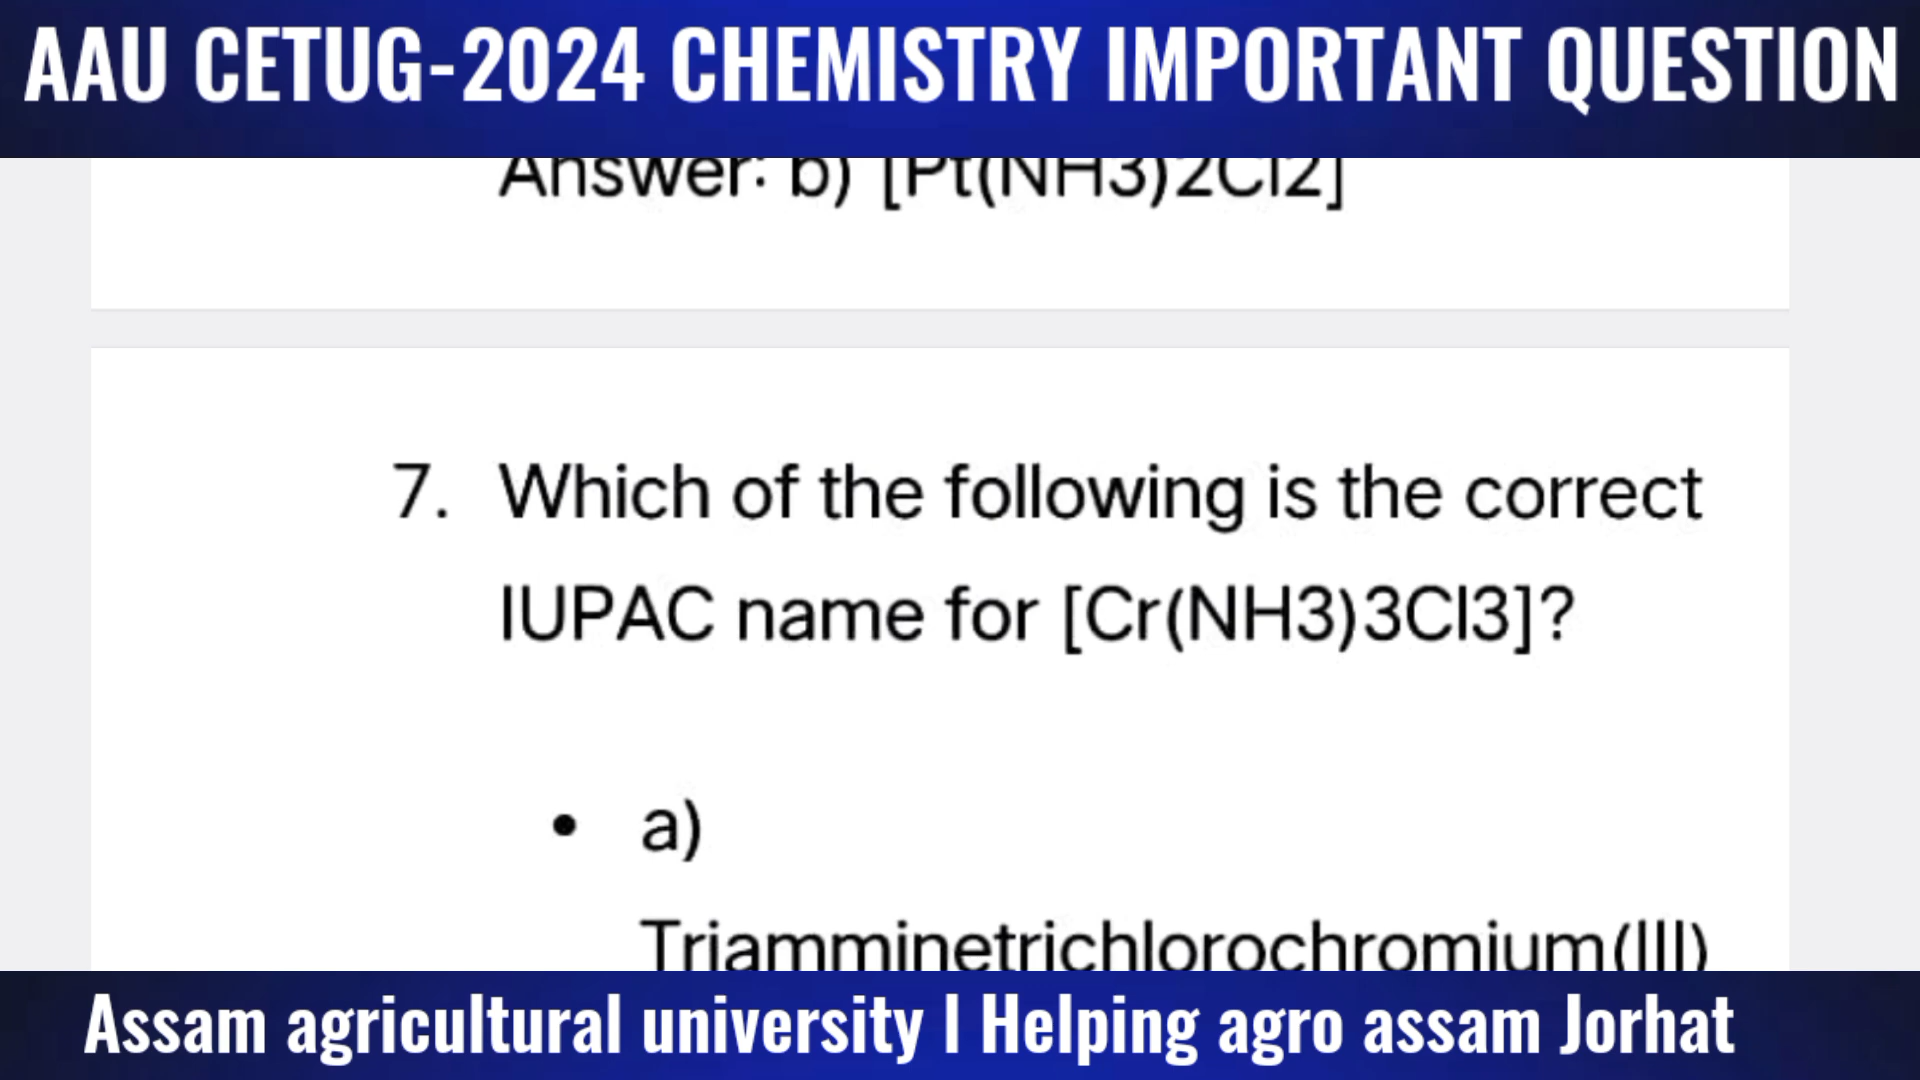 AAU CETUG-2024 CHEMISTRY IMPORTANT QUESTION
Answer: b) [Pt(NH3)2Cl2]
7. Which of the following is the correct
IUPAC name for [Cr(NH3)3Cl3]?
• a)
Triamminetrichlorochromium(III)
Assam agricultural university I Helping agro assam Jorhat